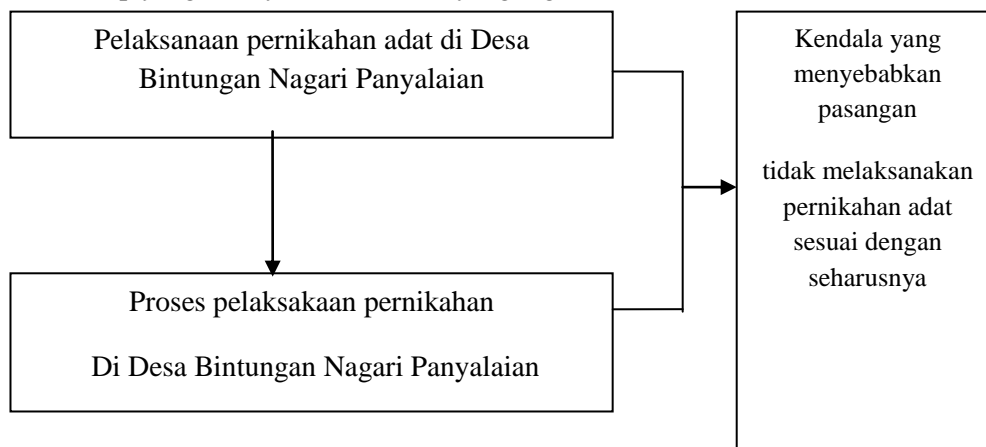 Pelaksanaan pernikahan adat di Desa
Bintungan Nagari Panyalaian
Proses pelaksakaan pernikahan
Di Desa Bintungan Nagari Panyalaian
Kendala yang
menyebabkan
pasangan
tidak melaksanakan
pernikahan adat
sesuai dengan
seharusnya